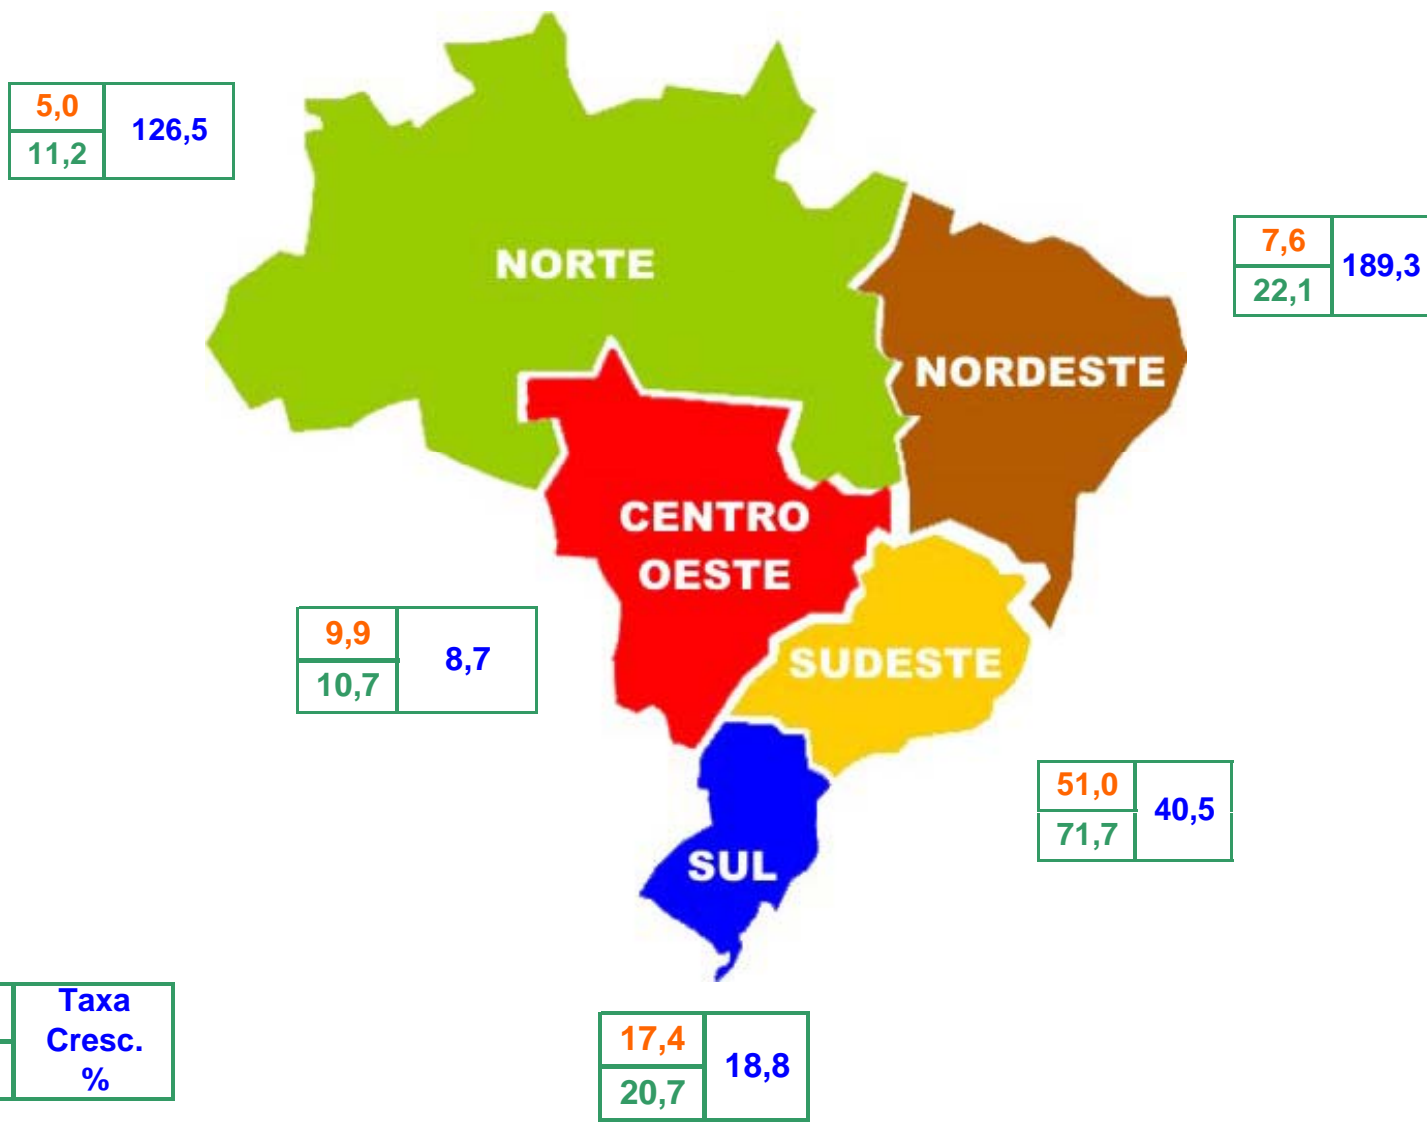 5,0
126,5
11,2
7,6
189,3
22,1
NORTE
NORDESTE
CENTRO
OESTE
9,9
8,7
10,7
SUDESTE
51,0
40,5
71,7
SUL
Taxa
Cresc.
%
17,4
18,8
20,7